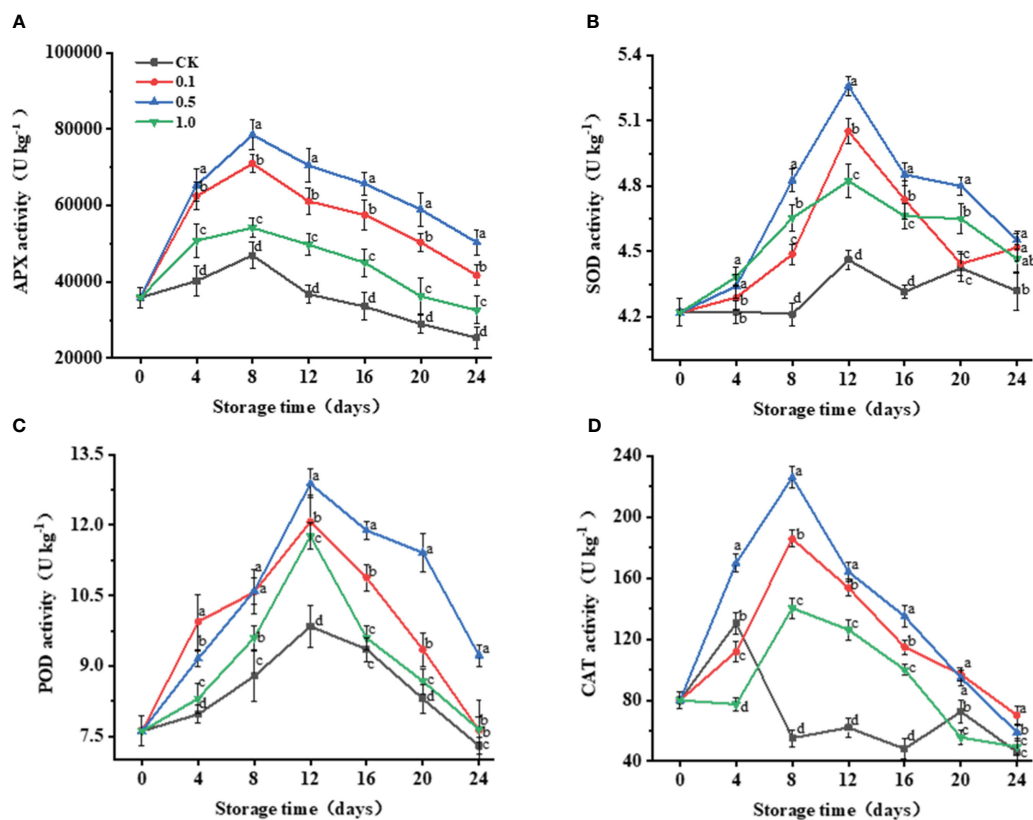 A
APX activity (U kg-1)
100000
80000
60000
40000
20000
CK
0.1
0.5
1.0
a
b
c
d
a
b
c
d
a
b
c
d
a
b
c
d
a
b
c
d
a
b
c
d
0 4 8 12 16 20 24
Storage time (days)
B
SOD activity (U kg-1)
5.4
5.1
4.8
4.5
4.2
a
a
b
b
a
b
c
d
a
b
c
d
a
b
c
d
a
b
c
c
a
a
ab
b
0 4 8 12 16 20 24
Storage time (days)
C
POD activity (U kg-1)
13.5
12.0
10.5
9.0
7.5
a
b
c
d
a
a
b
c
a
b
c
d
a
b
c
d
a
b
c
d
a
b
b
c
0 4 8 12 16 20 24
Storage time (days)
D
CAT activity (U kg-1)
240
200
160
120
80
40
a
b
c
d
a
b
c
d
a
b
c
d
a
b
c
d
a
a
b
c
a
b
c
c
0 4 8 12 16 20 24
Storage time (days)